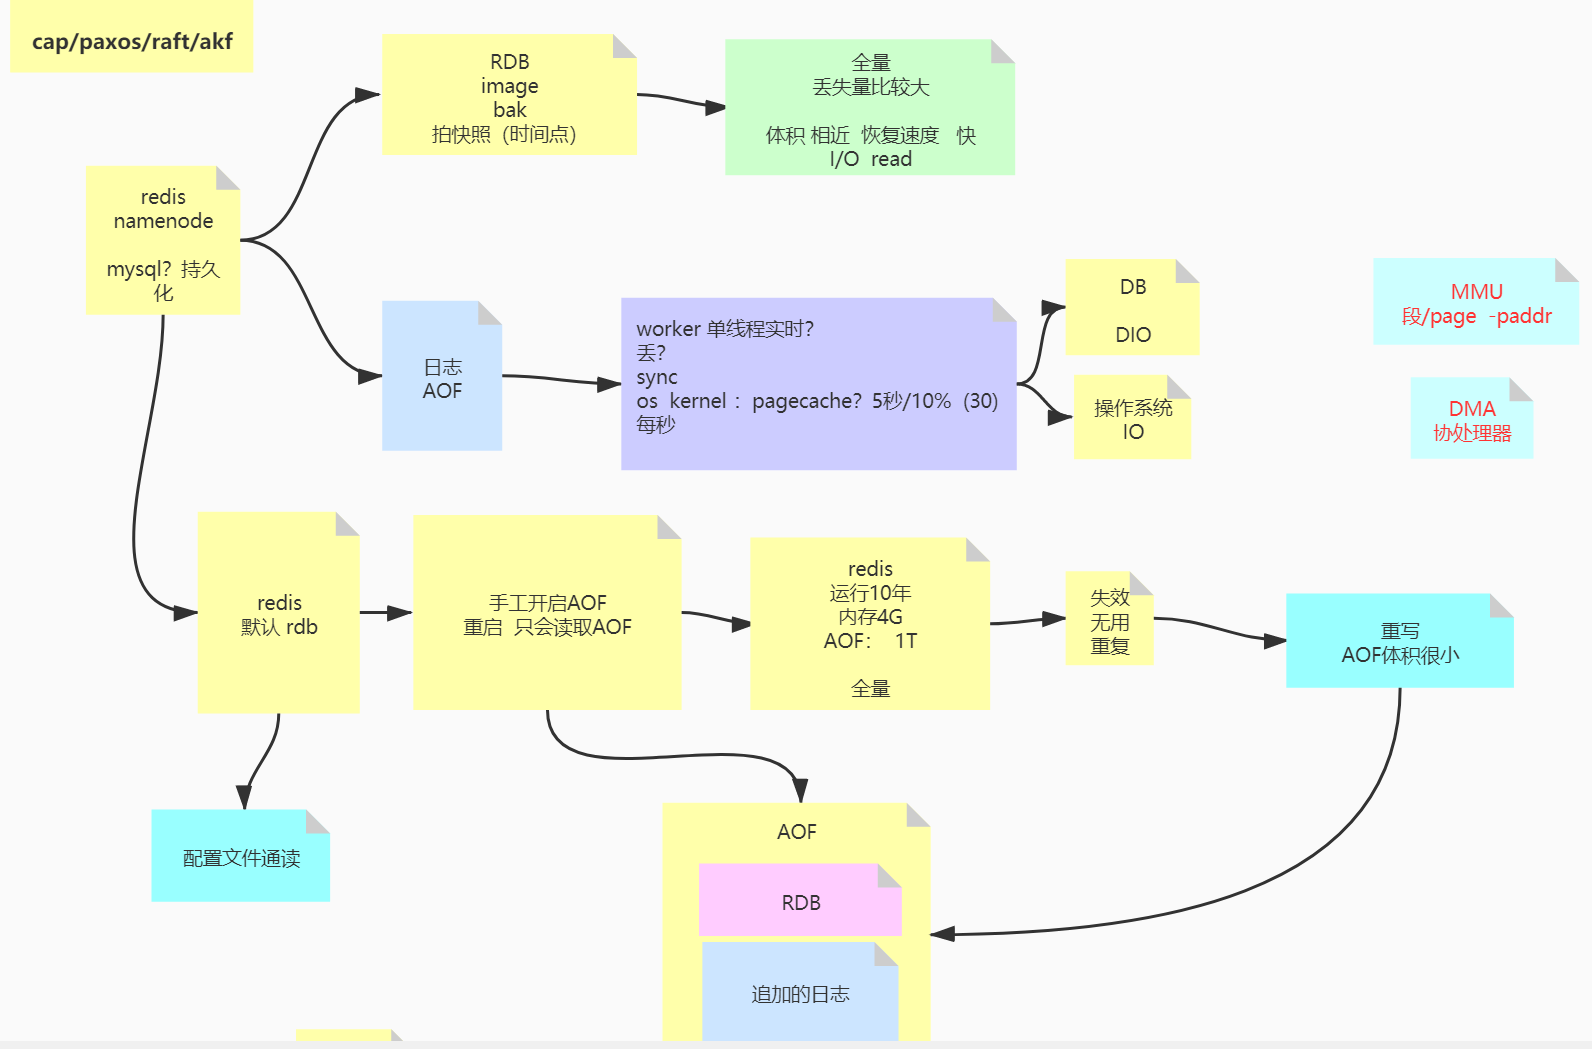 cap/paxos/raft/akf
RDB
image
bak
拍快照（时间点）
全量
丢失量比较大
体积 相近 恢复速度 快
I/O read
redis
namenode
mysql？持久
化
日志
AOF
worker 单线程实时？
丢？
sync
os kernel：pagecache？5秒/10%（30）
每秒
DB
DIO
操作系统
IO
MMU
段/page -paddr
DMA
协处理器
redis
默认 rdb
手工开启AOF
重启 只会读取AOF
redis
运行10年
内存4G
AOF： 1T
全量
失效
无用
重复
重写
AOF体积很小
配置文件通读
AOF
RDB
追加的日志